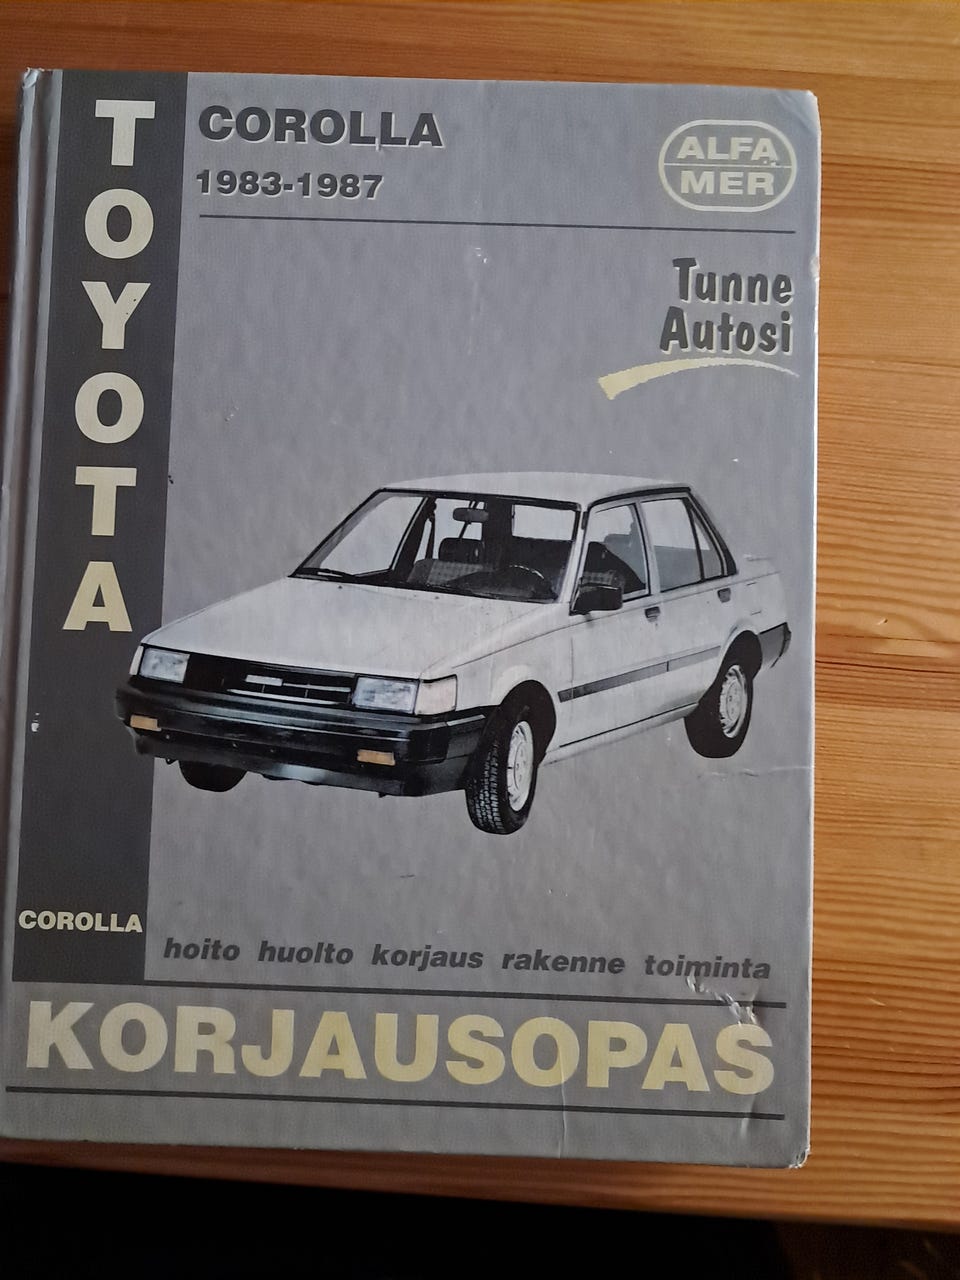 TOYOTA
COROLLA
1983-1987
ALFA
MER
Tunne
Autosi
COROLLA
hoito huolto korjaus rakenne toiminta
KORJAUSOPAS